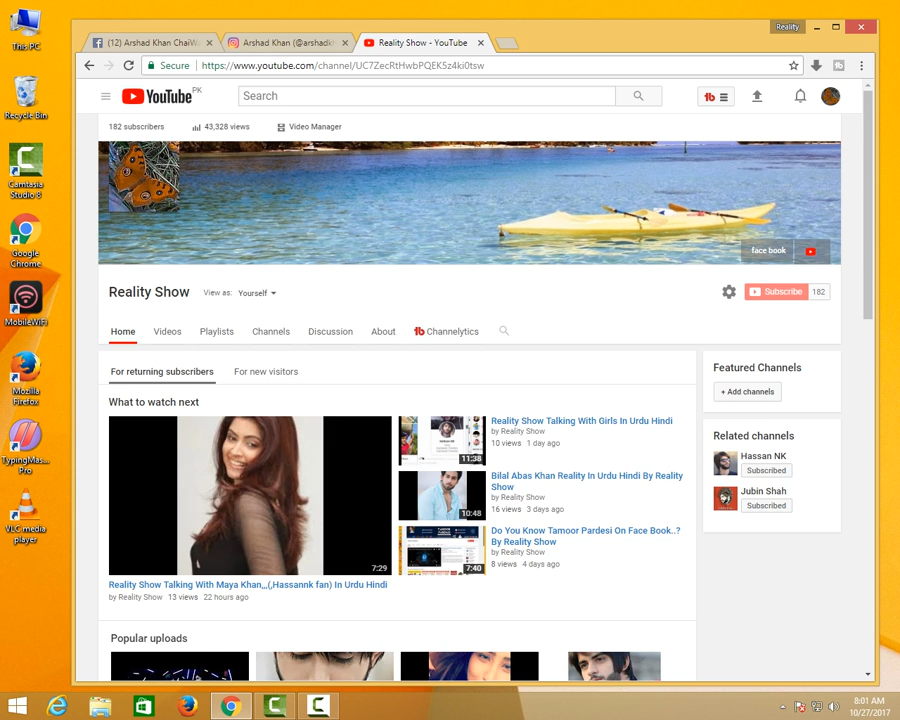 Reality
(12) Arshad Khan ChaiW
Arshad Khan (@arshadk
Reality Show - YouTube
Secure https://www.youtube.com/channel/UC7ZecRtHwbPQEK5z4ki0tsw
This PC
Recycle Bin
Camtasia Studio 8
Google Chrome
MobileWiFi
Mozilla Firefox
TypingMas... Pro
VLC media player
YouTube PK
Search
tb
182 subscribers
43,328 views
Video Manager
face book
Reality Show
View as: Yourself
Subscribe 182
Home Videos Playlists Channels Discussion About tb Channelytics
For returning subscribers
For new visitors
What to watch next
7:29
Reality Show Talking With Maya Khan,,,(,Hassannk fan) In Urdu Hindi
by Reality Show 13 views 22 hours ago
11:38
Reality Show Talking With Girls In Urdu Hindi
by Reality Show
10 views 1 day ago
10:48
Bilal Abas Khan Reality In Urdu Hindi By Reality
Show
by Reality Show
16 views 3 days ago
7:40
Do You Know Tamoor Pardesi On Face Book..?
By Reality Show
by Reality Show
8 views 4 days ago
Popular uploads
Featured Channels
+ Add channels
Related channels
Hassan NK
Subscribed
Jubin Shah
Subscribed
8:01 AM
10/27/2017